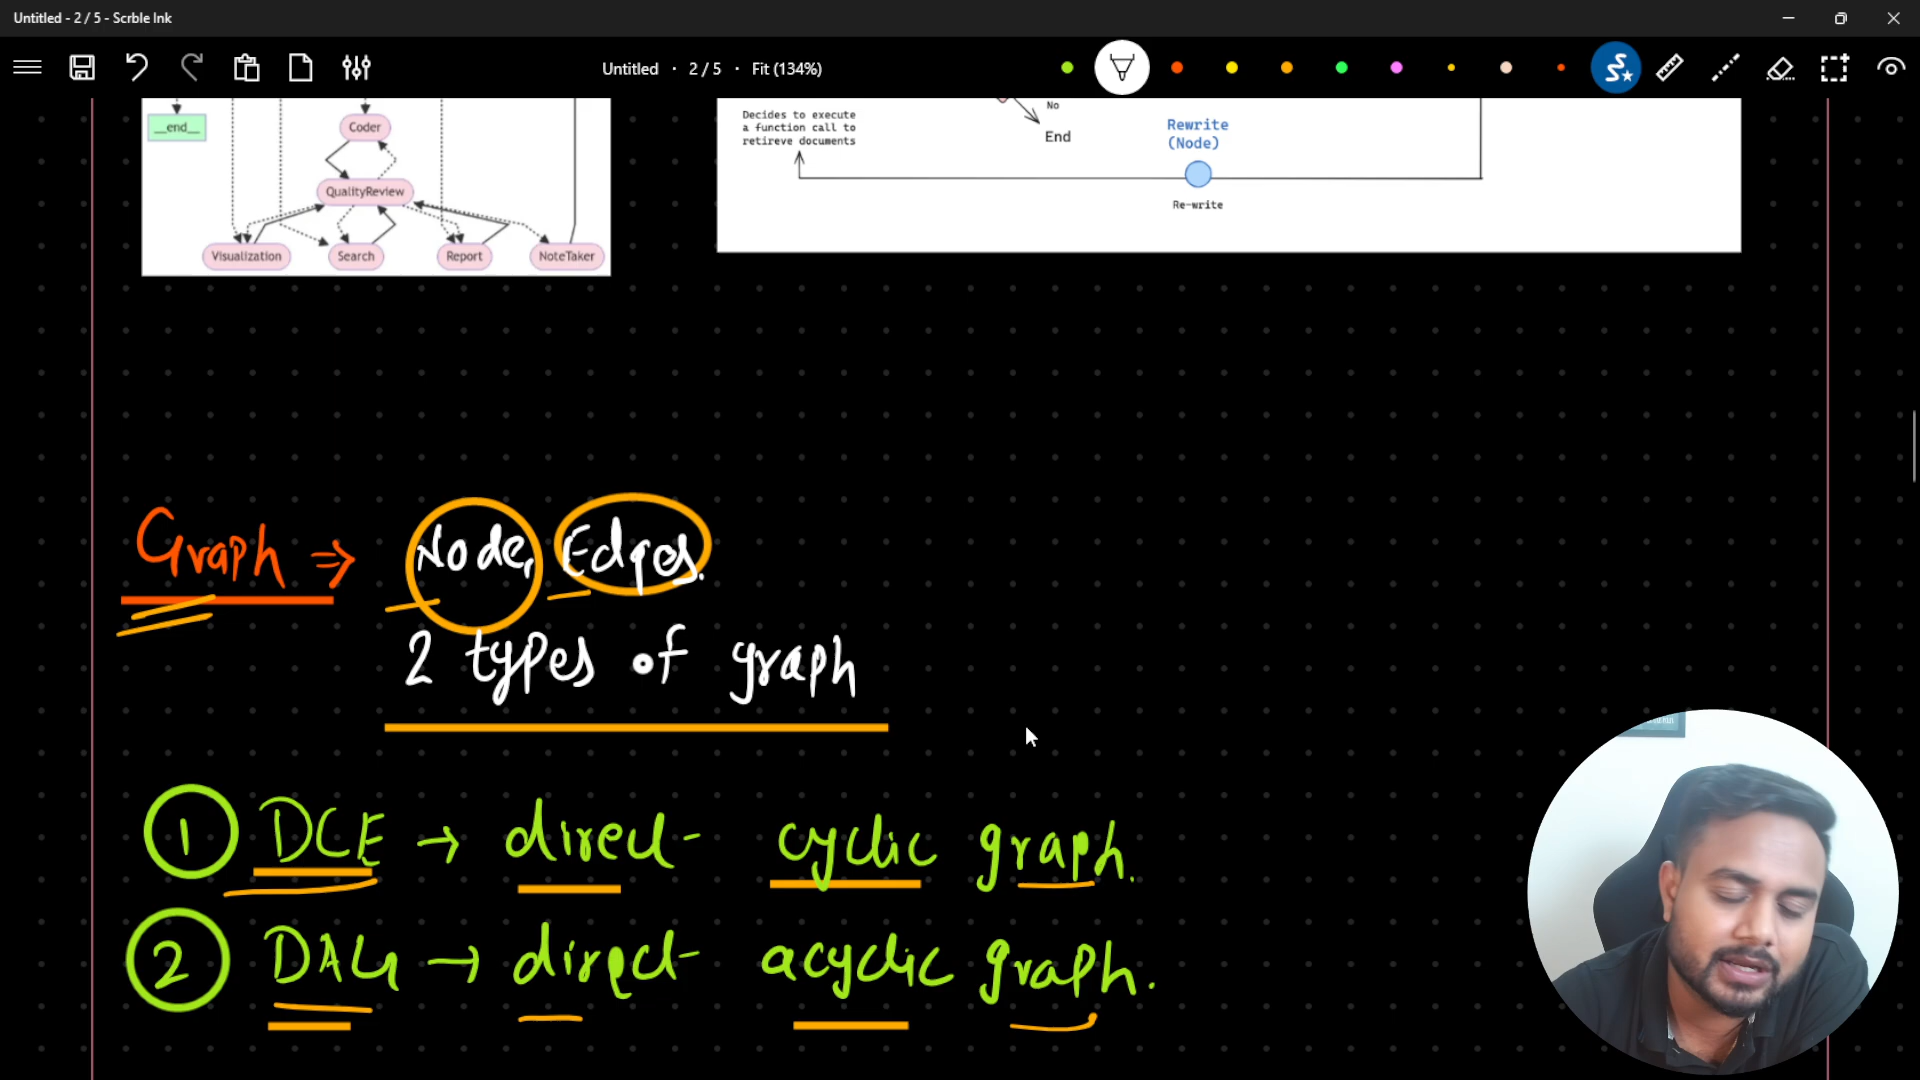 Untitled - 2 / 5 - Scrble Ink
Untitled · 2 / 5 · Fit (134%)
__end__
Coder
QualityReview
Visualization
Search
Report
NoteTaker
Decides to execute
a function call to
retireve documents
No
End
Rewrite
(Node)
Re-write
Graph ⇒ Node, Edges.
2 types of graph
① DCE → direct cyclic graph.
② DAG → direct acyclic graph.